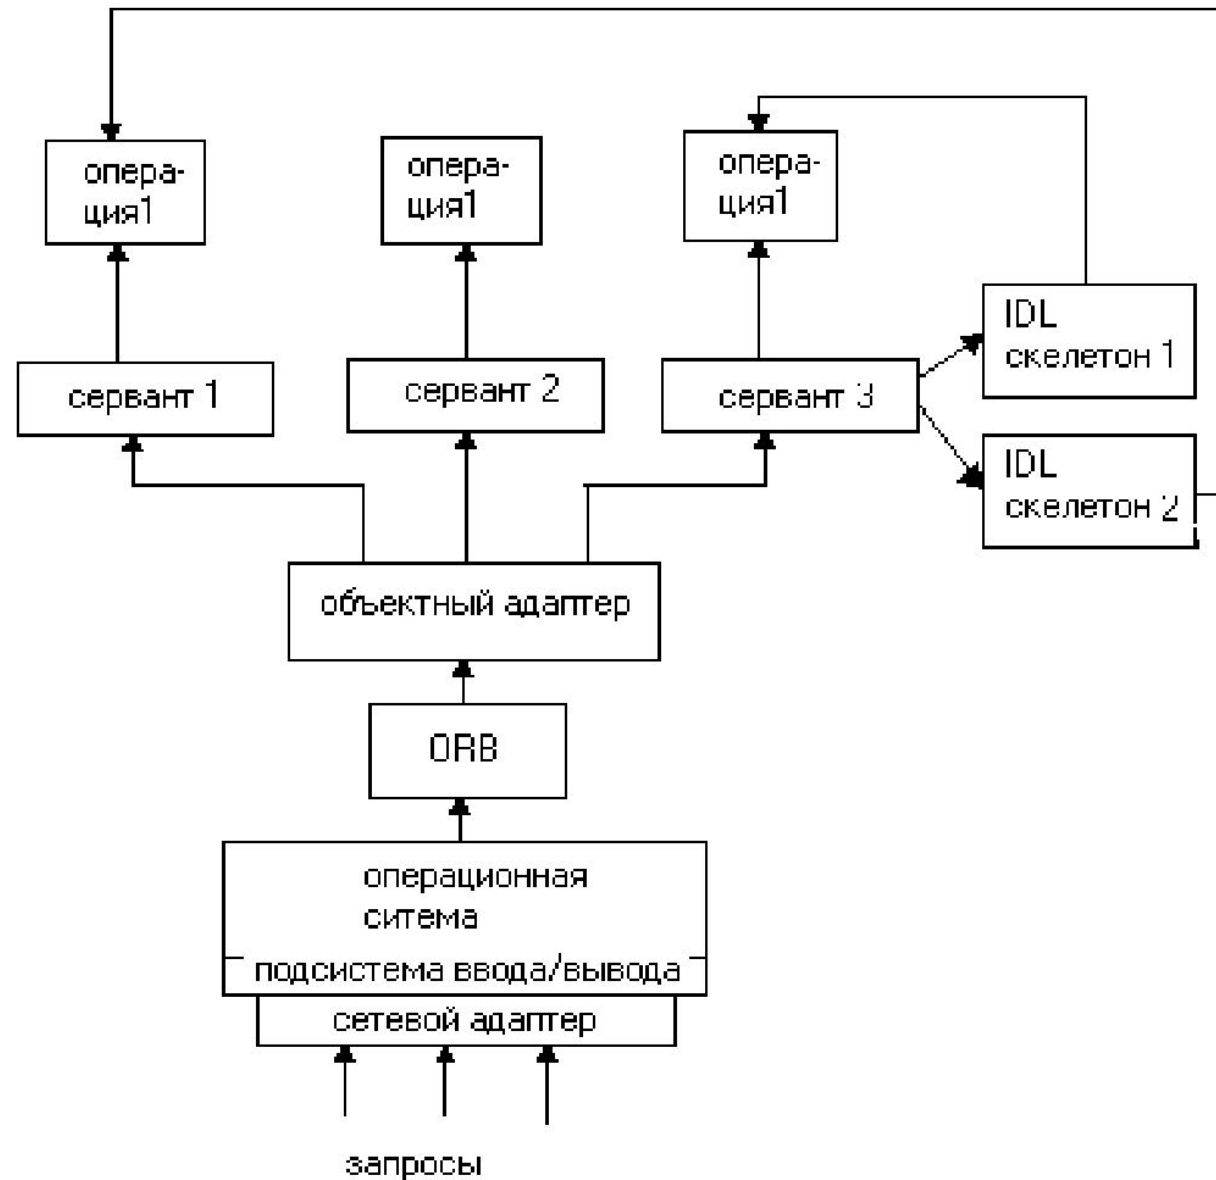 опера-
ция1
опера-
ция1
опера-
ция1
IDL
скелетон 1
сервант 1
сервант 2
сервант 3
IDL
скелетон 2
объектный адаптер
ORB
операционная
ситема
подсистема ввода/вывода
сетевой адаптер
запросы